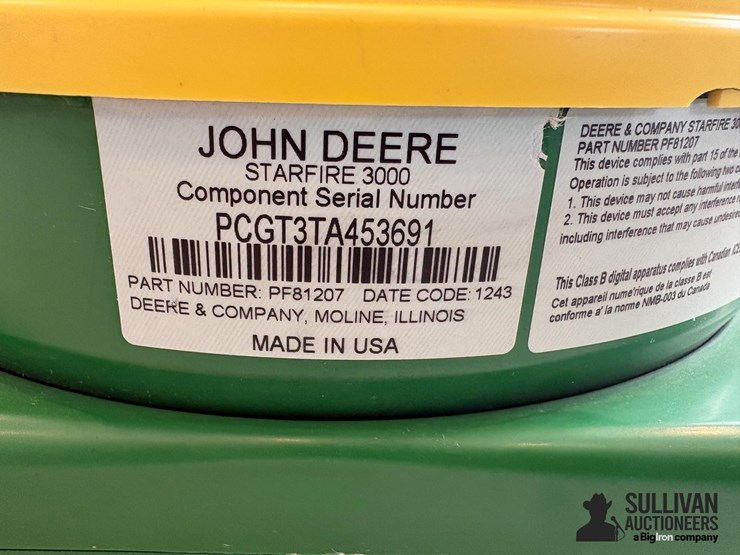 JOHN DEERE
STARFIRE 3000
Component Serial Number
PCGT3TA453691
PART NUMBER: PF81207 DATE CODE: 1243
DEERE & COMPANY, MOLINE, ILLINOIS
MADE IN USA
DEERE & COMPANY STARFIRE
PART NUMBER PF81207
This device complies with part 15 of the
Operation is subject to the following two
1. This device may not cause harmful
2. This device must accept any interference
including interference that may cause
This Class B digital apparatus complies with Canadian
Cet appareil nume'rique de la classe B est
conforme a' la norme NMB-003 du Canada
SULLIVAN
AUCTIONEERS
a BigIron company